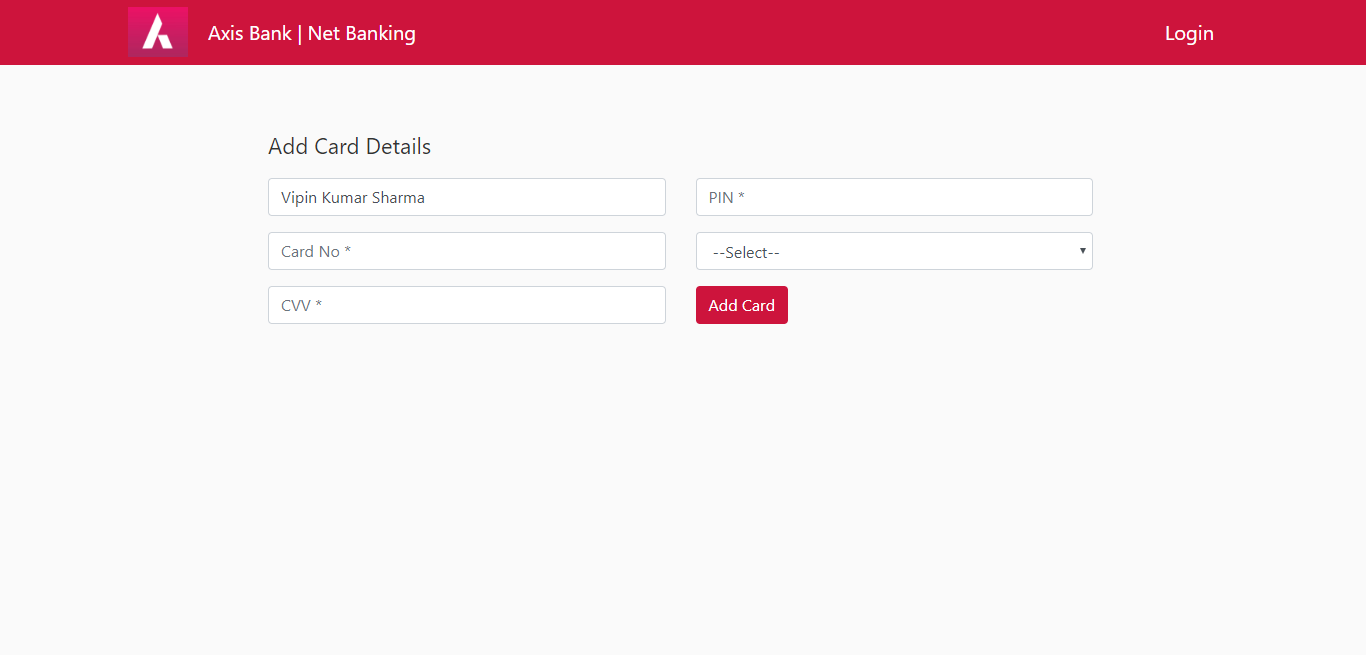 Axis Bank | Net Banking
Login
Add Card Details
Vipin Kumar Sharma
PIN *
Card No *
--Select--
CVV *
Add Card